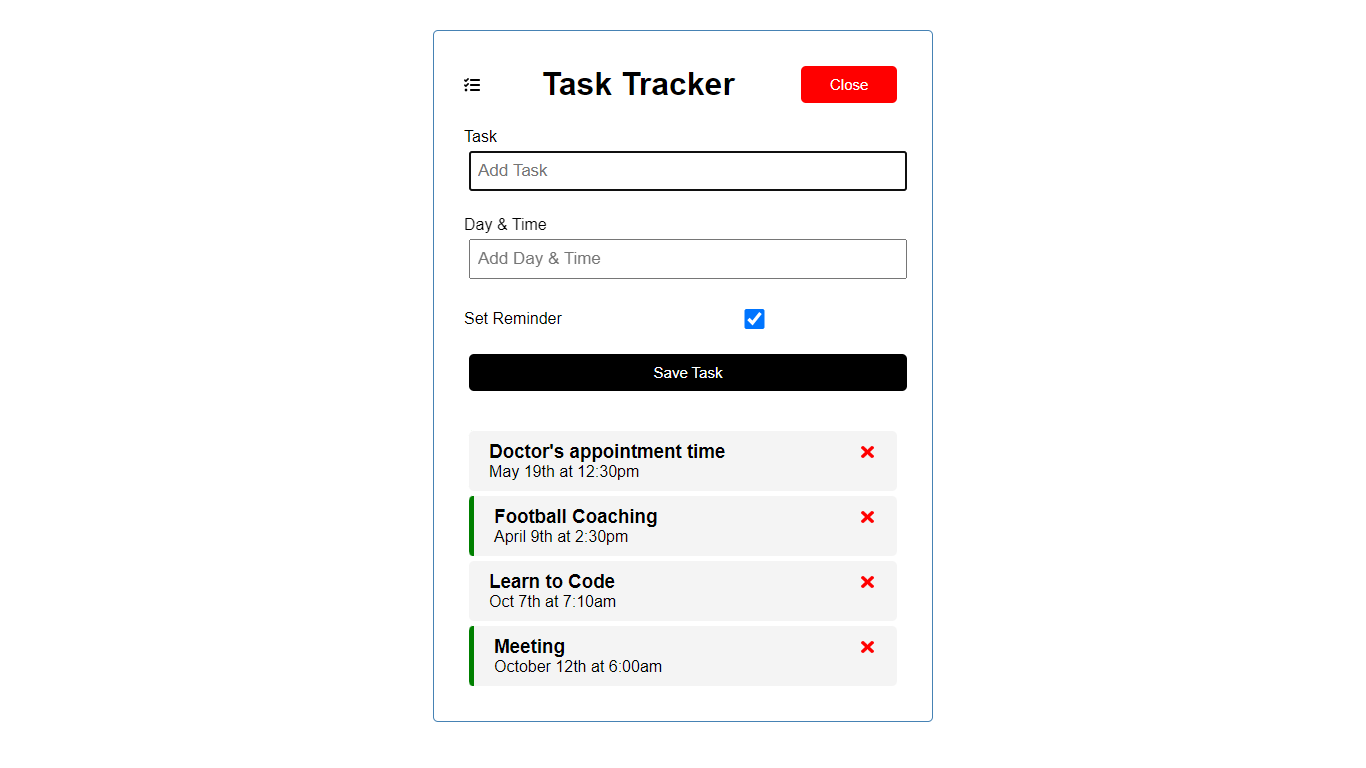 Task Tracker
Close
Task
Add Task
Day & Time
Add Day & Time
Set Reminder
Save Task
Doctor's appointment time
May 19th at 12:30pm
Football Coaching
April 9th at 2:30pm
Learn to Code
Oct 7th at 7:10am
Meeting
October 12th at 6:00am